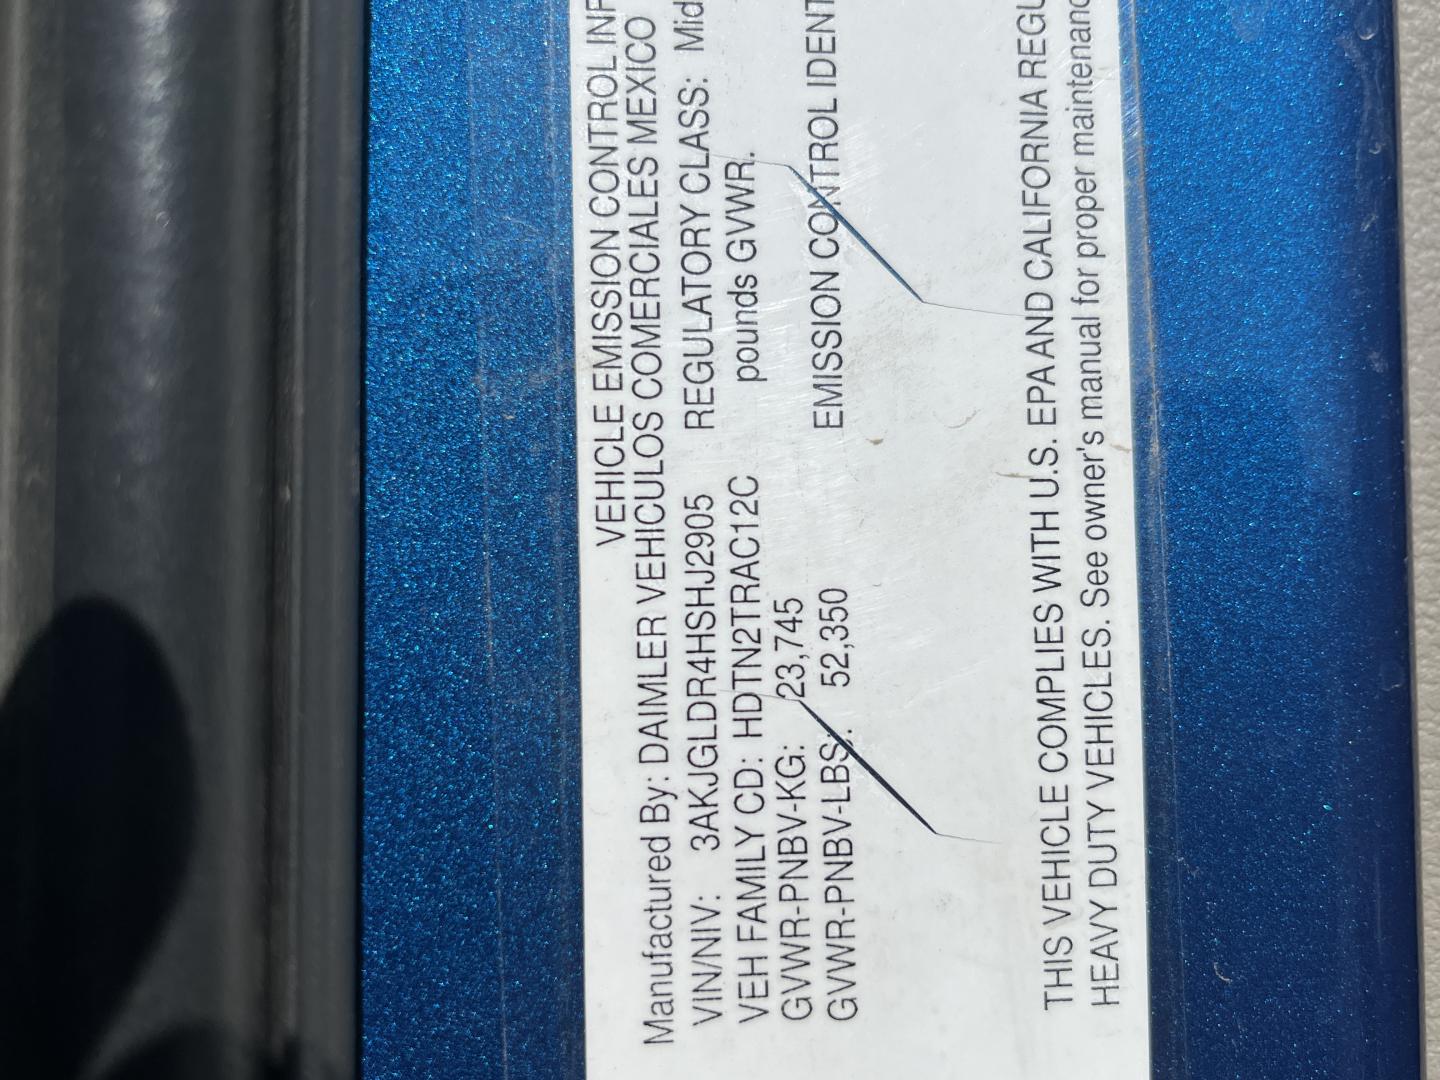 VEHICLE EMISSION CONTROL INF
Manufactured By: DAIMLER VEHICULOS COMERCIALES MEXICO
VIN/NIV: 3AKJGLDR4HSHJ2905 REGULATORY CLASS: Mid
VEH FAMILY CD: HDTN2TRAC12C pounds GVWR.
GVWR-PNBV-KG: 23,745
GVWR-PNBV-LBS: 52,350 EMISSION CONTROL IDENT
THIS VEHICLE COMPLIES WITH U.S. EPA AND CALIFORNIA REGU
HEAVY DUTY VEHICLES. See owner's manual for proper maintenanc